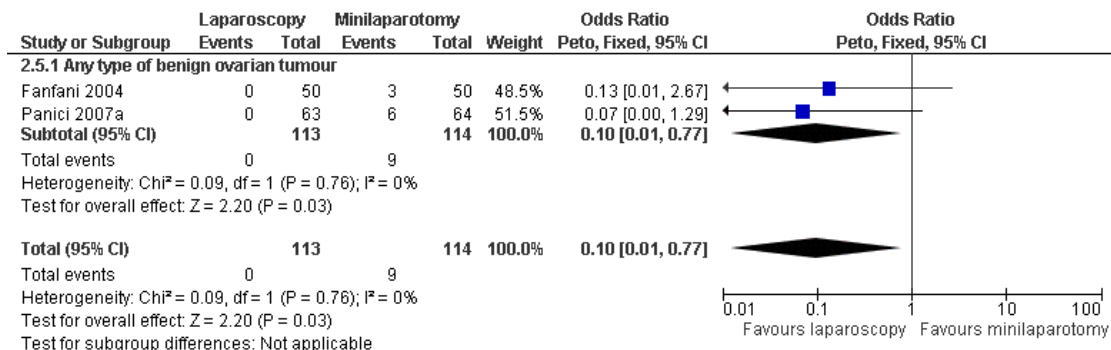 Laparoscopy Minilaparotomy Odds Ratio Odds Ratio
Study or Subgroup Events Total Events Total Weight Peto, Fixed, 95% CI Peto, Fixed, 95% CI
2.5.1 Any type of benign ovarian tumour
Fanfani 2004 0 50 3 50 48.5% 0.13 [0.01, 2.67]
Panici 2007a 0 63 6 64 51.5% 0.07 [0.00, 1.29]
Subtotal (95% CI) 113 114 100.0% 0.10 [0.01, 0.77]
Total events 0 9
Heterogeneity: Chi² = 0.09, df = 1 (P = 0.76); I² = 0%
Test for overall effect: Z = 2.20 (P = 0.03)
Total (95% CI) 113 114 100.0% 0.10 [0.01, 0.77]
Total events 0 9
Heterogeneity: Chi² = 0.09, df = 1 (P = 0.76); I² = 0%
Test for overall effect: Z = 2.20 (P = 0.03)
Test for subgroup differences: Not applicable
0.01 0.1 1 10 100
Favours laparoscopy Favours minilaparotomy